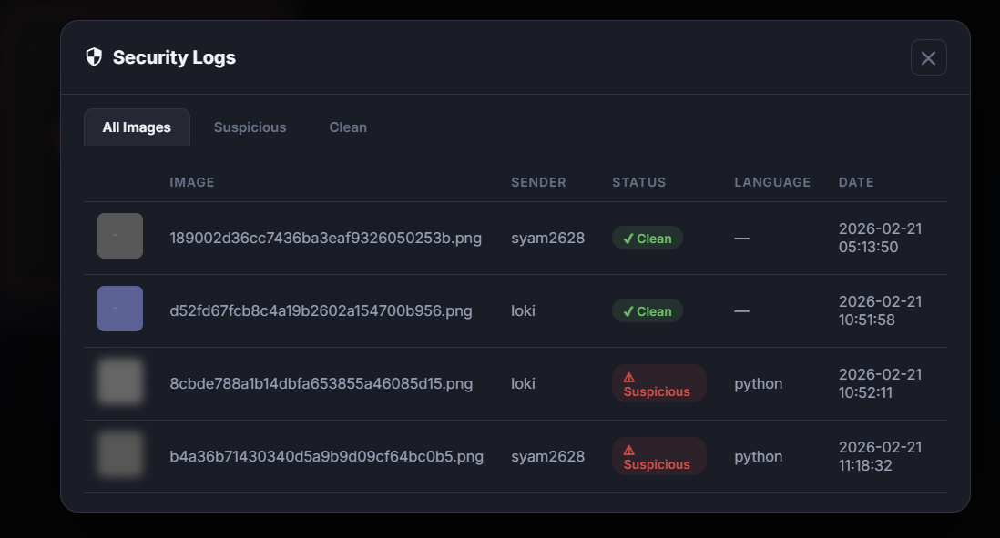 Security Logs
All Images Suspicious Clean
IMAGE SENDER STATUS LANGUAGE DATE
189002d36cc7436ba3eaf9326050253b.png syam2628 ✓ Clean — 2026-02-21
05:13:50
d52fd67fcb8c4a19b2602a154700b956.png loki ✓ Clean — 2026-02-21
10:51:58
8cbde788a1b14dbfa653855a46085d15.png loki ⚠ Suspicious python 2026-02-21
10:52:11
b4a36b71430340d5a9b9d09cf64bc0b5.png syam2628 ⚠ Suspicious python 2026-02-21
11:18:32